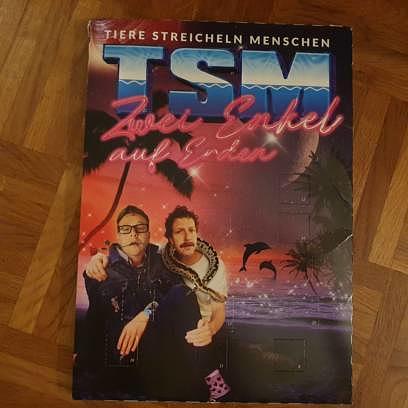 TIERE STREICHELN MENSCHEN
TSM
Zwei Enkel
auf Erden